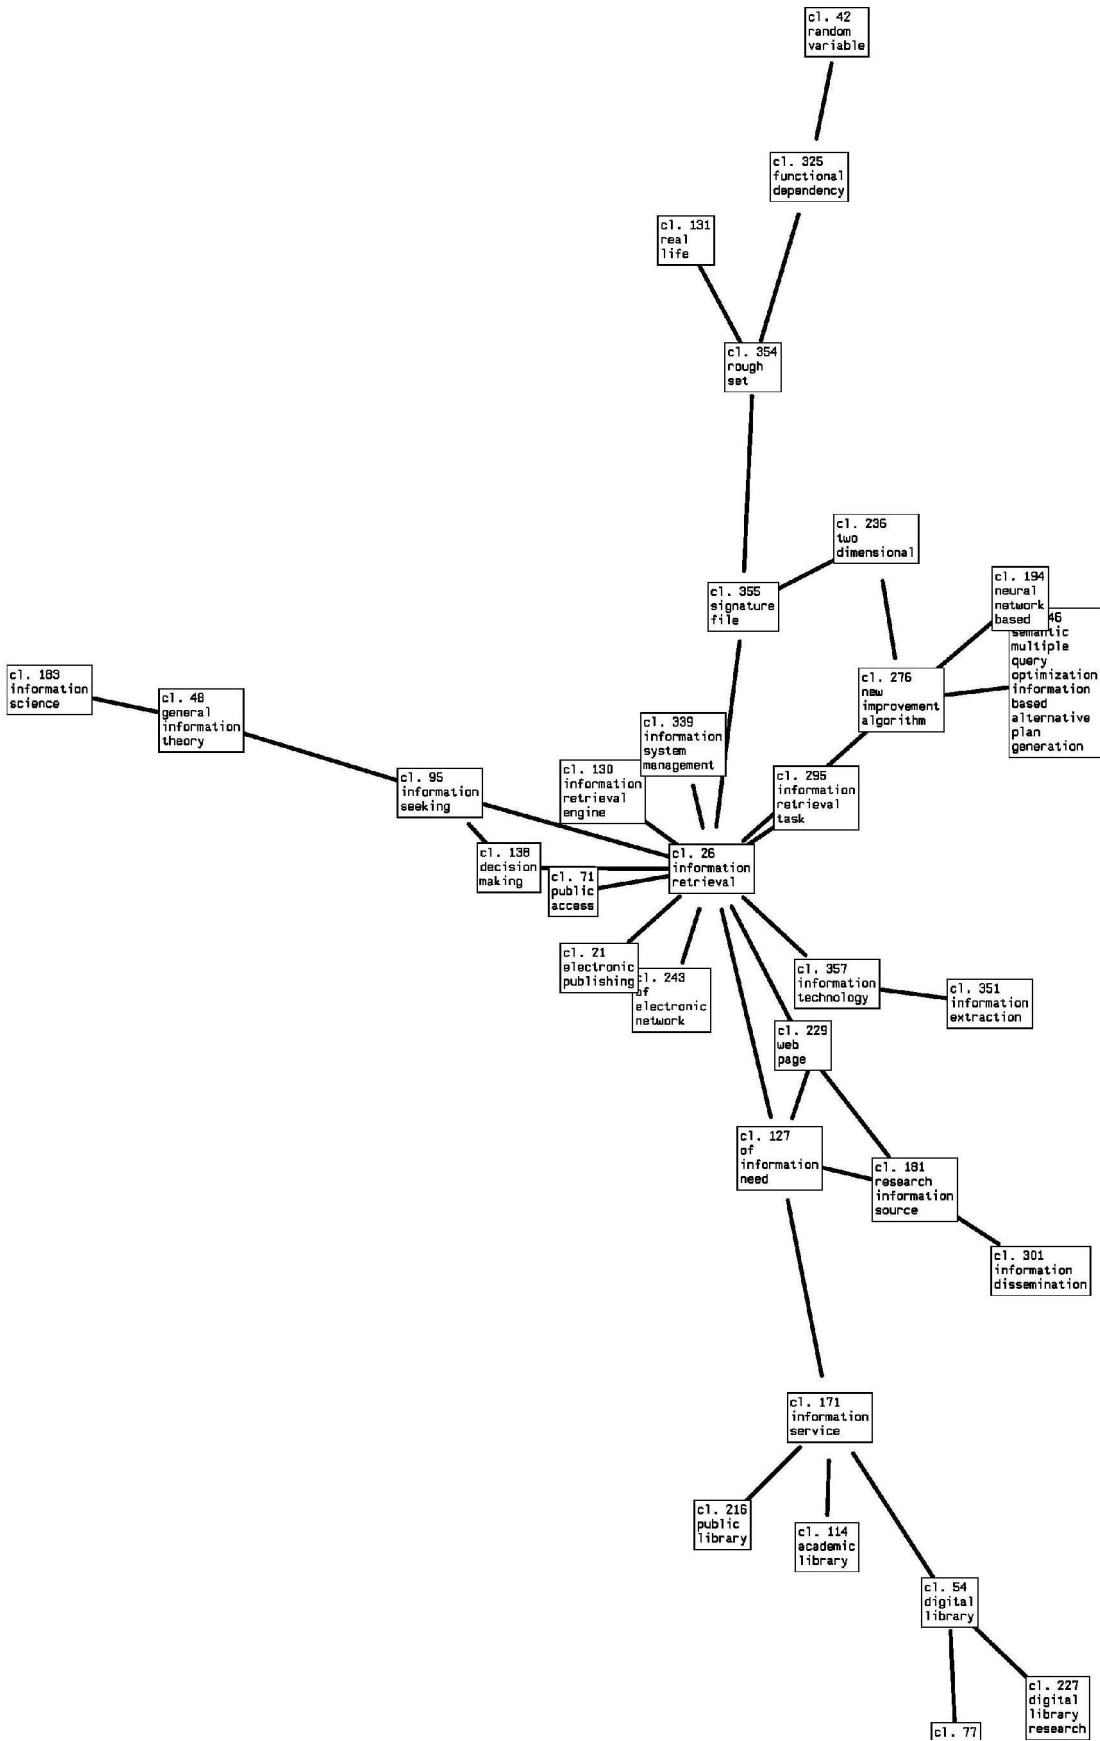 cl. 42
random
variable
cl. 325
functional
dependency
cl. 131
real
life
cl. 354
rough
set
cl. 236
two
dimensional
cl. 194
neural
network
based
cl. 355
signature
file
46
semantic
multiple
query
optimization
information
based
alternative
plan
generation
cl. 183
information
science
cl. 48
general
information
theory
cl. 276
new
improvement
algorithm
cl. 339
information
system
management
cl. 95
information
seeking
cl. 130
information
retrieval
engine
cl. 295
information
retrieval
task
cl. 138
decision
making
cl. 26
information
retrieval
cl. 71
public
access
cl. 21
electronic
publishing
cl. 243
of
electronic
network
cl. 357
information
technology
cl. 351
information
extraction
cl. 229
web
page
cl. 127
of
information
need
cl. 181
research
information
source
cl. 301
information
dissemination
cl. 171
information
service
cl. 216
public
library
cl. 114
academic
library
cl. 54
digital
library
cl. 227
digital
library
research
cl. 77